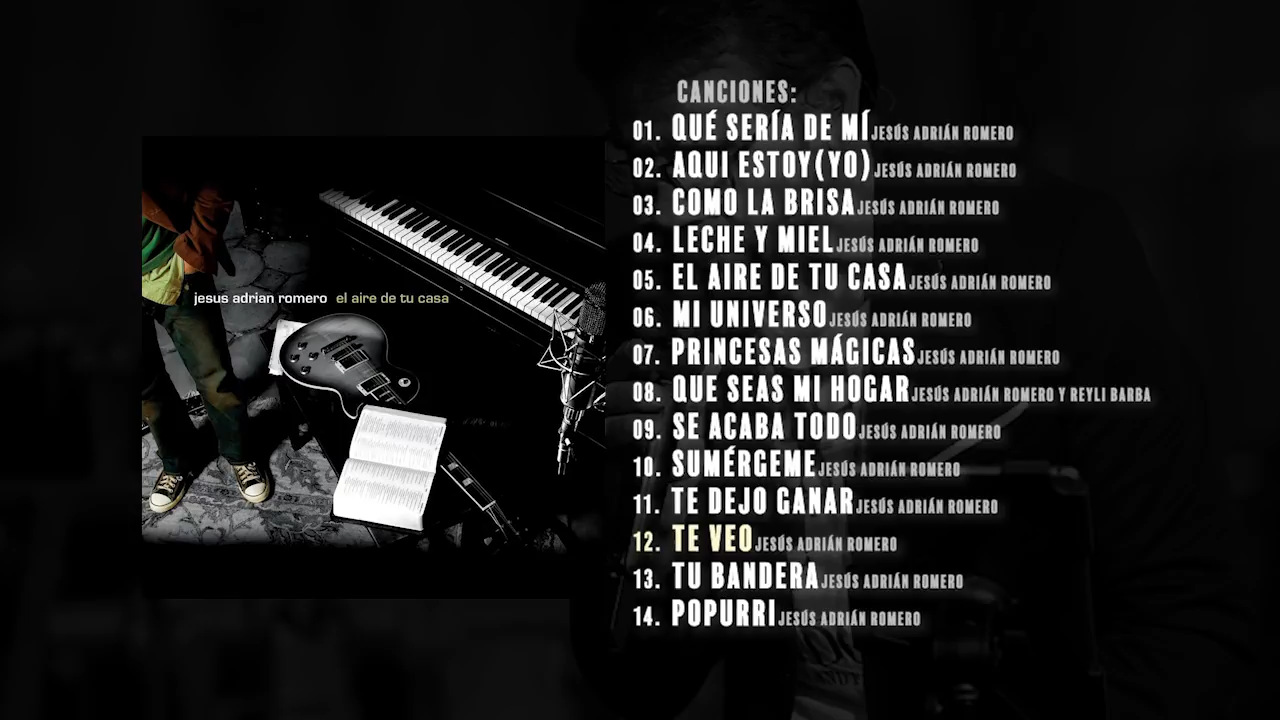 jesus adrian romero el aire de tu casa
CANCIONES:
01. QUÉ SERÍA DE MÍ JESÚS ADRIÁN ROMERO
02. AQUI ESTOY(YO) JESÚS ADRIÁN ROMERO
03. COMO LA BRISA JESÚS ADRIÁN ROMERO
04. LECHE Y MIEL JESÚS ADRIÁN ROMERO
05. EL AIRE DE TU CASA JESÚS ADRIÁN ROMERO
06. MI UNIVERSO JESÚS ADRIÁN ROMERO
07. PRINCESAS MÁGICAS JESÚS ADRIÁN ROMERO
08. QUE SEAS MI HOGAR JESÚS ADRIÁN ROMERO Y REYLI BARBA
09. SE ACABA TODO JESÚS ADRIÁN ROMERO
10. SUMÉRGEME JESÚS ADRIÁN ROMERO
11. TE DEJO GANAR JESÚS ADRIÁN ROMERO
12. TE VEO JESÚS ADRIÁN ROMERO
13. TU BANDERA JESÚS ADRIÁN ROMERO
14. POPURRI JESÚS ADRIÁN ROMERO